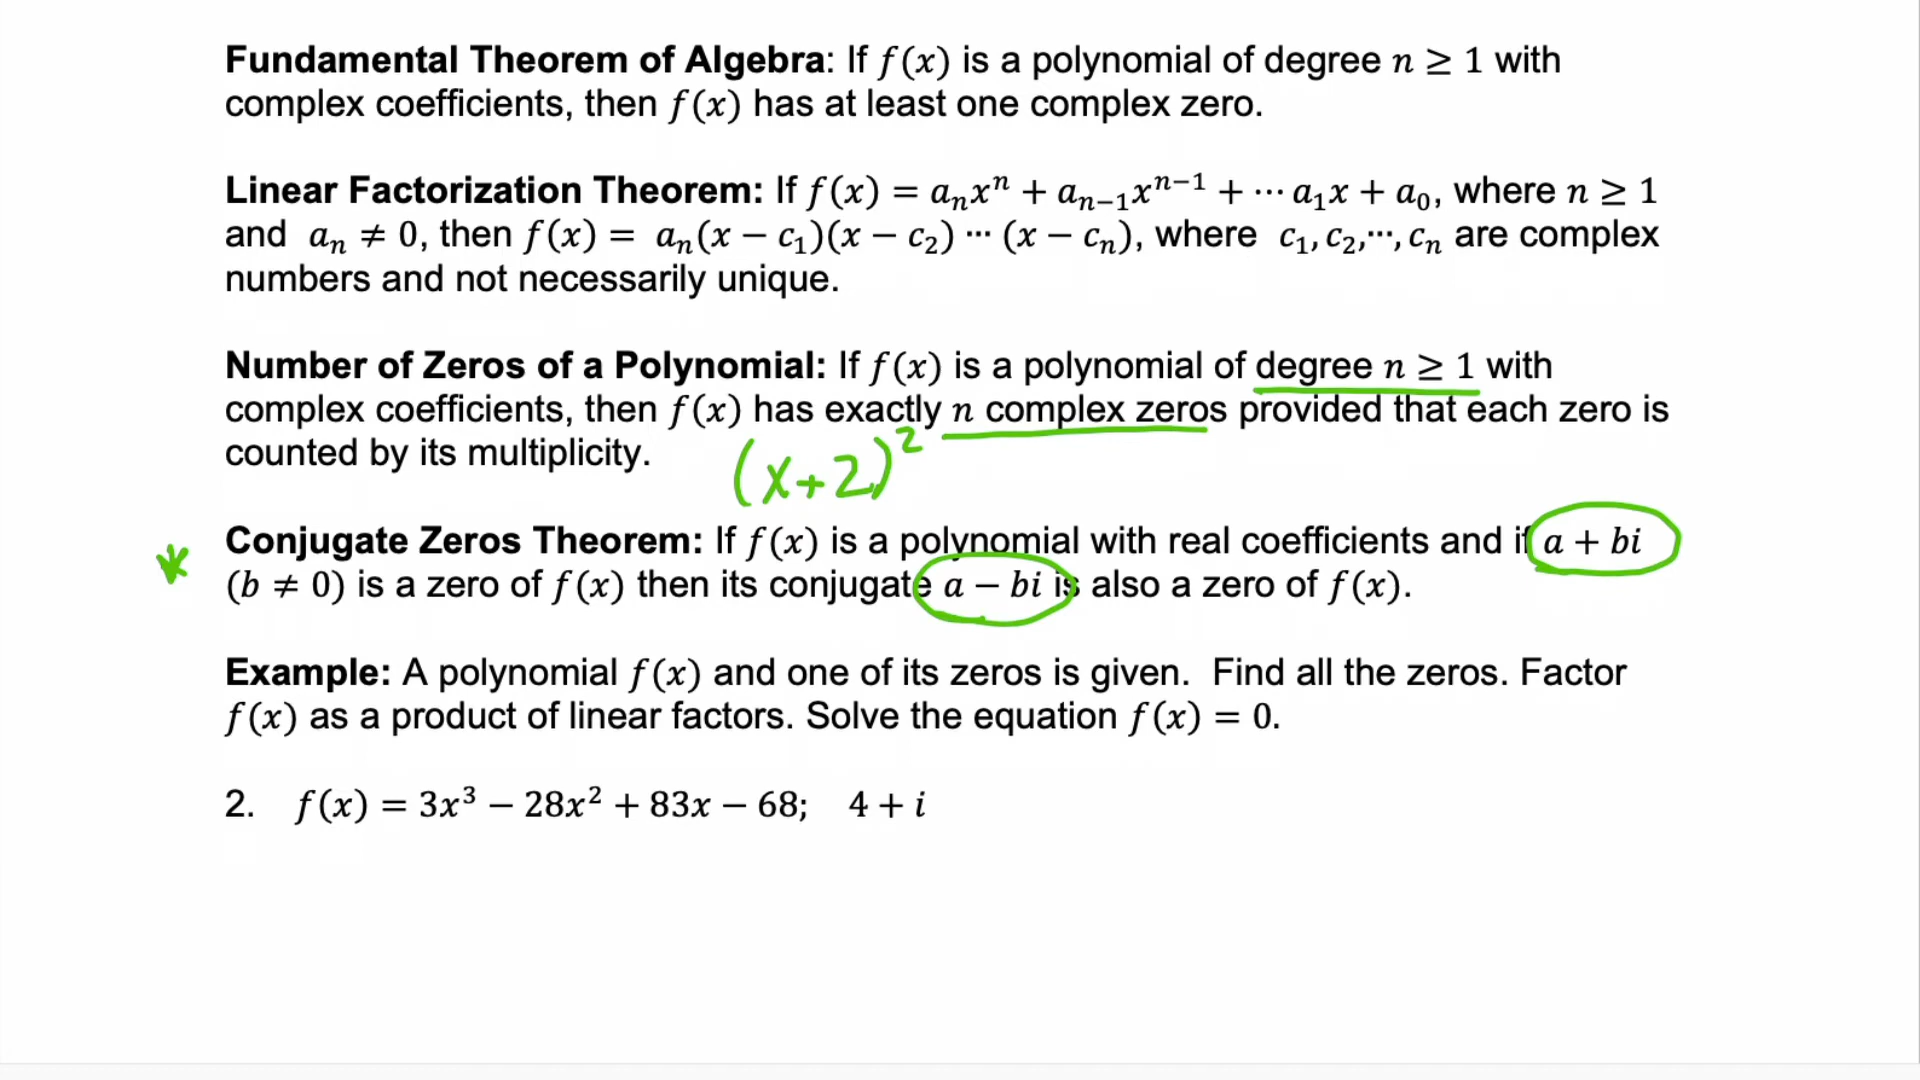 Fundamental Theorem of Algebra: If f(x) is a polynomial of degree n ≥ 1 with
complex coefficients, then f(x) has at least one complex zero.
Linear Factorization Theorem: If f(x) = aₙxⁿ + aₙ₋₁xⁿ⁻¹ + ⋯ a₁x + a₀, where n ≥ 1
and aₙ ≠ 0, then f(x) = aₙ(x − c₁)(x − c₂) ⋯ (x − cₙ), where c₁, c₂,⋯, cₙ are complex
numbers and not necessarily unique.
Number of Zeros of a Polynomial: If f(x) is a polynomial of degree n ≥ 1 with
complex coefficients, then f(x) has exactly n complex zeros provided that each zero is
counted by its multiplicity. (x+2)²
* Conjugate Zeros Theorem: If f(x) is a polynomial with real coefficients and if a + bi
(b ≠ 0) is a zero of f(x) then its conjugate a − bi is also a zero of f(x).
Example: A polynomial f(x) and one of its zeros is given. Find all the zeros. Factor
f(x) as a product of linear factors. Solve the equation f(x) = 0.
2. f(x) = 3x³ − 28x² + 83x − 68; 4 + i